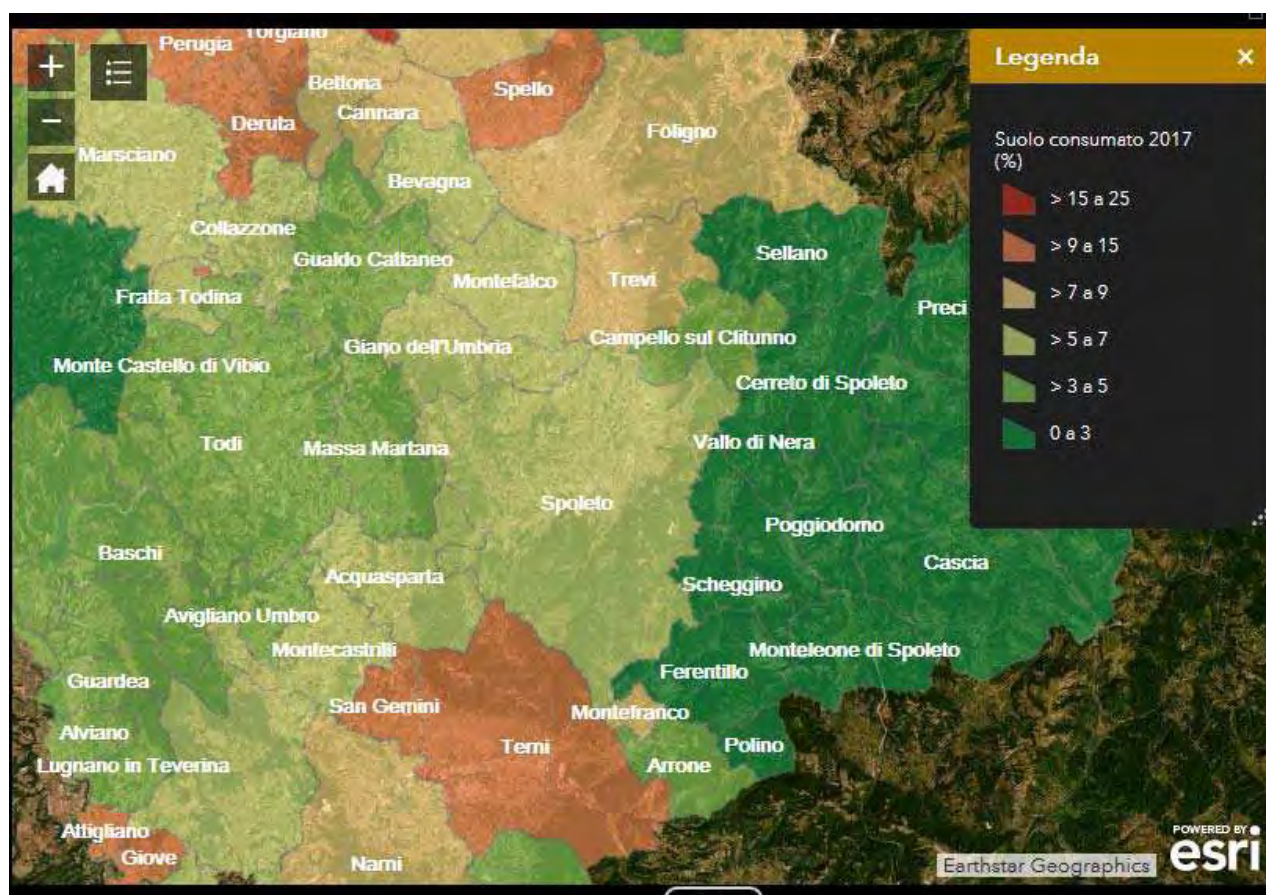 Perugia
Torgiano
Bettona
Cannara
Spello
Deruta
Foligno
Marsciano
Bevagna
Collazzone
Gualdo Cattaneo
Montefalco
Trevi
Sellano
Preci
Fratta Todina
Giano dell'Umbria
Campello sul Clitunno
Monte Castello di Vibio
Cerreto di Spoleto
Todi
Massa Martana
Vallo di Nera
Spoleto
Poggiodomo
Baschi
Cascia
Acquasparta
Scheggino
Avigliano Umbro
Montecastrilli
Monteleone di Spoleto
Ferentillo
Guardea
San Gemini
Montefranco
Alviano
Terni
Polino
Lugnano in Teverina
Arrone
Attigliano
Giove
Narni
Legenda
Suolo consumato 2017
(%)
> 15 a 25
> 9 a 15
> 7 a 9
> 5 a 7
> 3 a 5
0 a 3
POWERED BY
esri
Earthstar Geographics